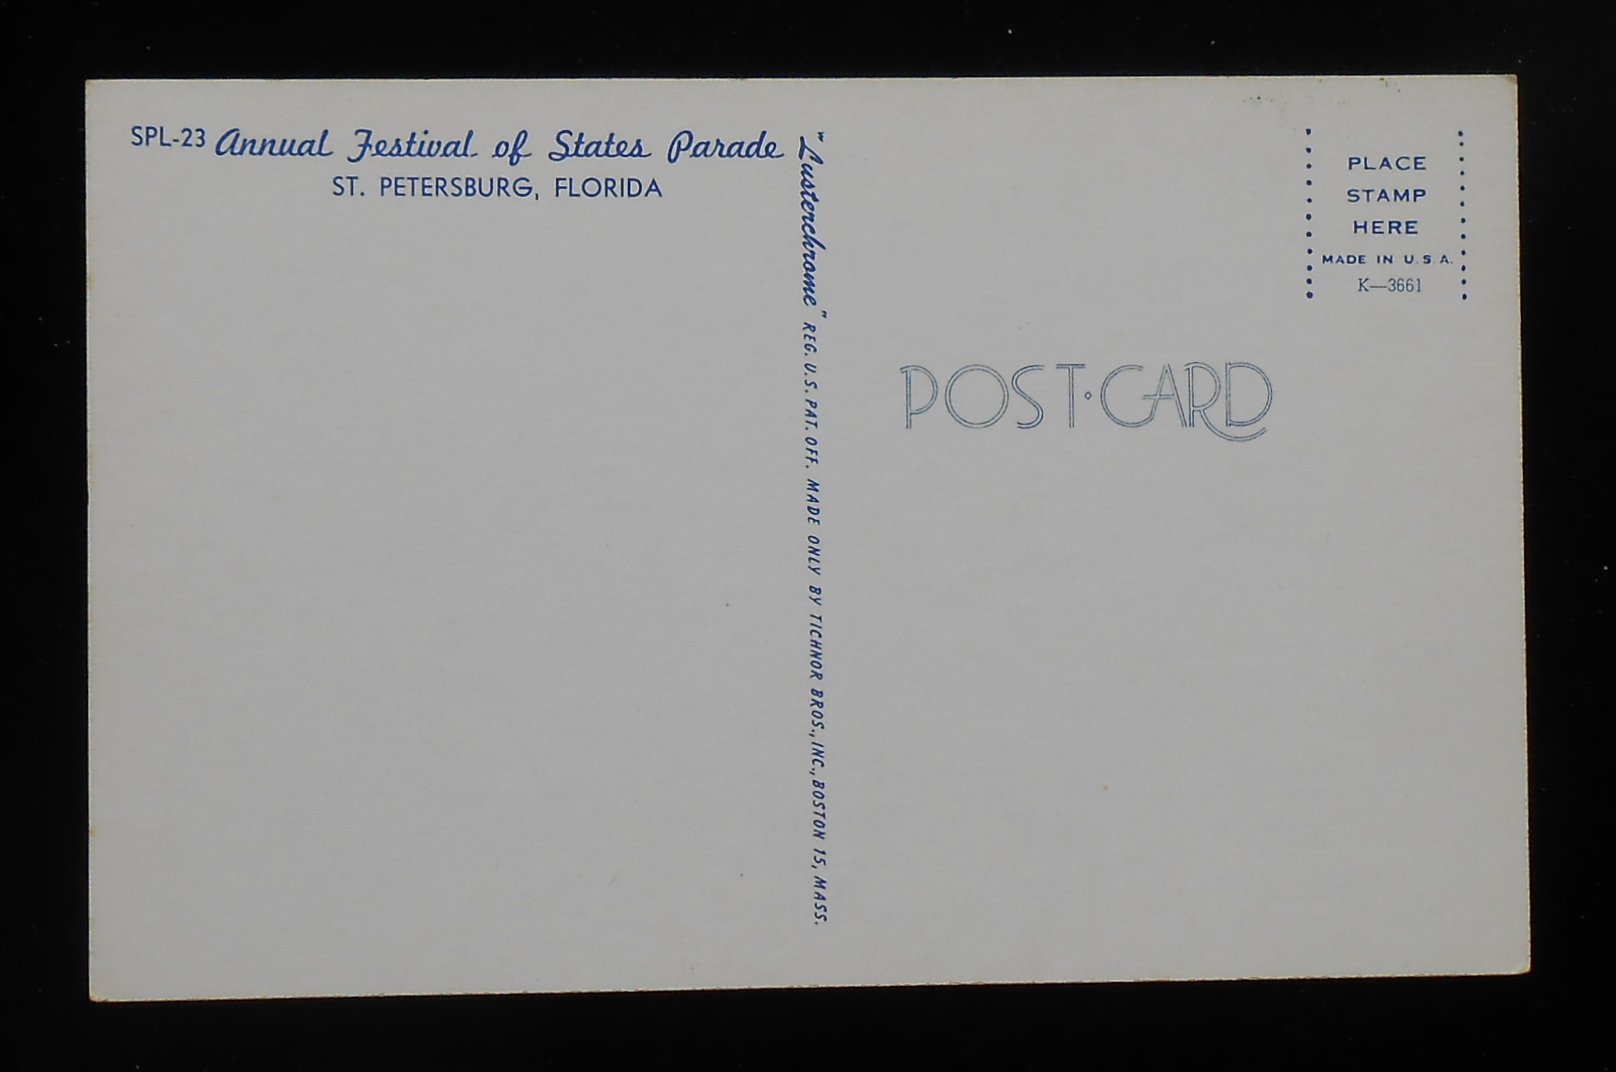 SPL-23 Annual Festival of States Parade
ST. PETERSBURG, FLORIDA
"Lusterchrome" REG. U.S. PAT. OFF. MADE ONLY BY TICHNOR BROS., INC., BOSTON 15, MASS.
PLACE
STAMP
HERE
MADE IN U.S.A.
K—3661
POST·CARD